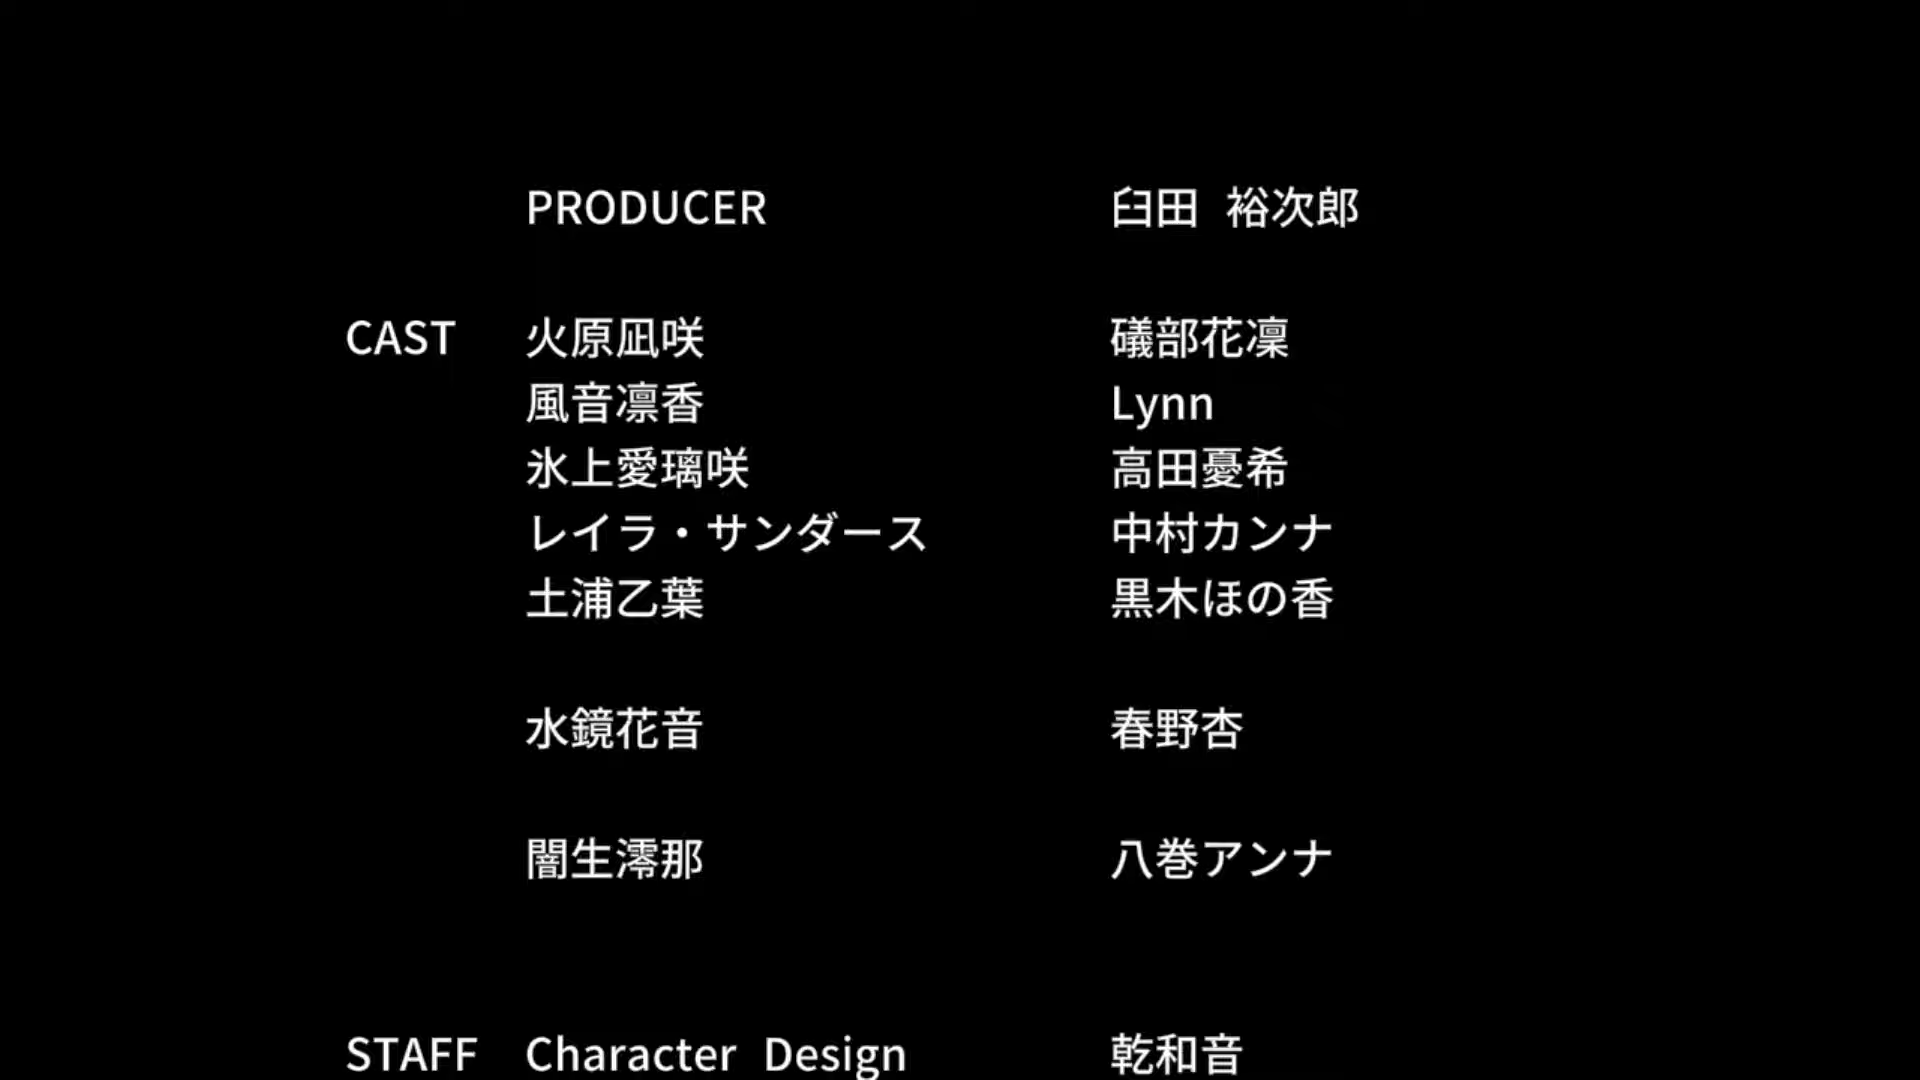 PRODUCER 臼田 裕次郎
CAST 火原凪咲 礒部花凜
風音凛香 Lynn
氷上愛璃咲 高田憂希
レイラ・サンダース 中村カンナ
土浦乙葉 黒木ほの香
水鏡花音 春野杏
闇生澪那 八巻アンナ
STAFF Character Design 乾和音